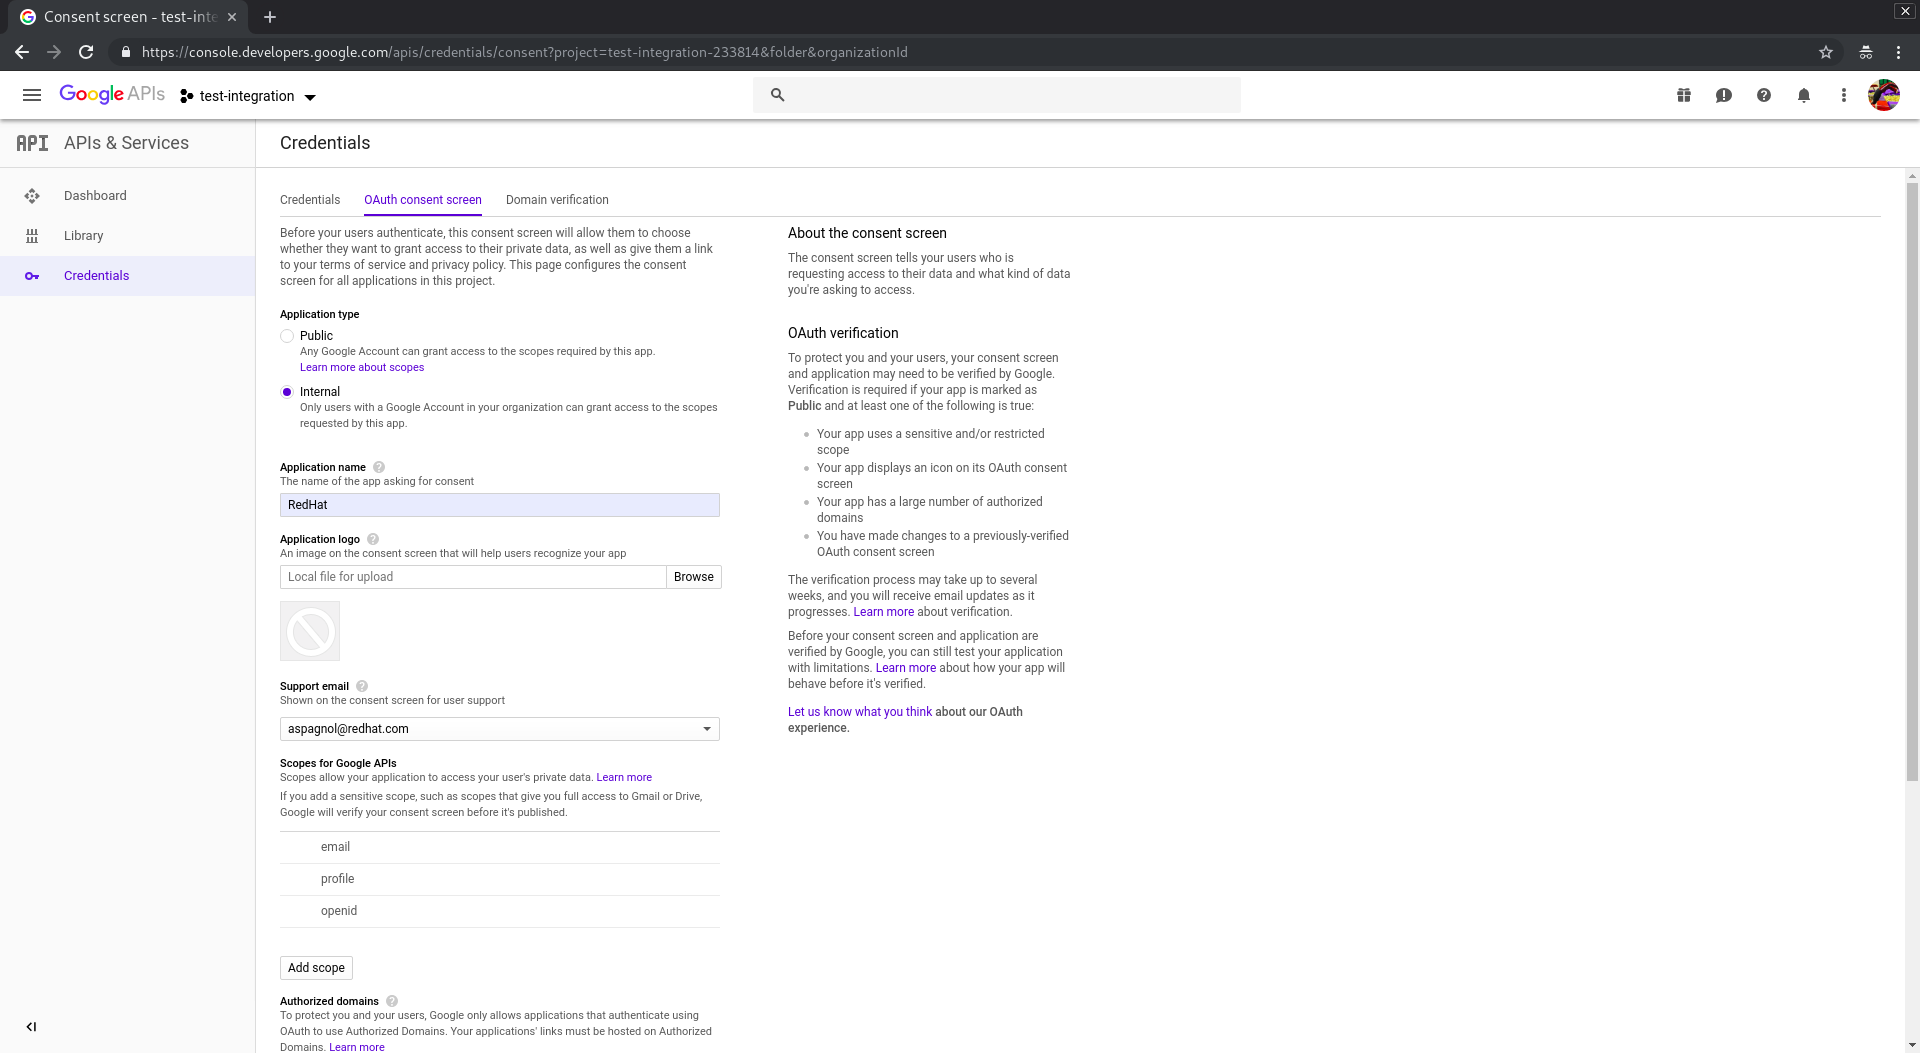 Consent screen - test-inte
https://console.developers.google.com/apis/credentials/consent?project=test-integration-233814&folder&organizationId
Google APIs
test-integration
API APIs & Services
Credentials
Dashboard
Library
Credentials
Credentials
OAuth consent screen
Domain verification
Before your users authenticate, this consent screen will allow them to choose
whether they want to grant access to their private data, as well as give them a link
to your terms of service and privacy policy. This page configures the consent
screen for all applications in this project.
Application type
Public
Any Google Account can grant access to the scopes required by this app.
Learn more about scopes
Internal
Only users with a Google Account in your organization can grant access to the scopes
requested by this app.
Application name
The name of the app asking for consent
RedHat
Application logo
An image on the consent screen that will help users recognize your app
Local file for upload
Browse
Support email
Shown on the consent screen for user support
aspagnol@redhat.com
Scopes for Google APIs
Scopes allow your application to access your user's private data. Learn more
If you add a sensitive scope, such as scopes that give you full access to Gmail or Drive,
Google will verify your consent screen before it's published.
email
profile
openid
Add scope
Authorized domains
To protect you and your users, Google only allows applications that authenticate using
OAuth to use Authorized Domains. Your applications' links must be hosted on Authorized
Domains. Learn more
About the consent screen
The consent screen tells your users who is
requesting access to their data and what kind of data
you're asking to access.
OAuth verification
To protect you and your users, your consent screen
and application may need to be verified by Google.
Verification is required if your app is marked as
Public and at least one of the following is true:
Your app uses a sensitive and/or restricted
scope
Your app displays an icon on its OAuth consent
screen
Your app has a large number of authorized
domains
You have made changes to a previously-verified
OAuth consent screen
The verification process may take up to several
weeks, and you will receive email updates as it
progresses. Learn more about verification.
Before your consent screen and application are
verified by Google, you can still test your application
with limitations. Learn more about how your app will
behave before it's verified.
Let us know what you think about our OAuth
experience.